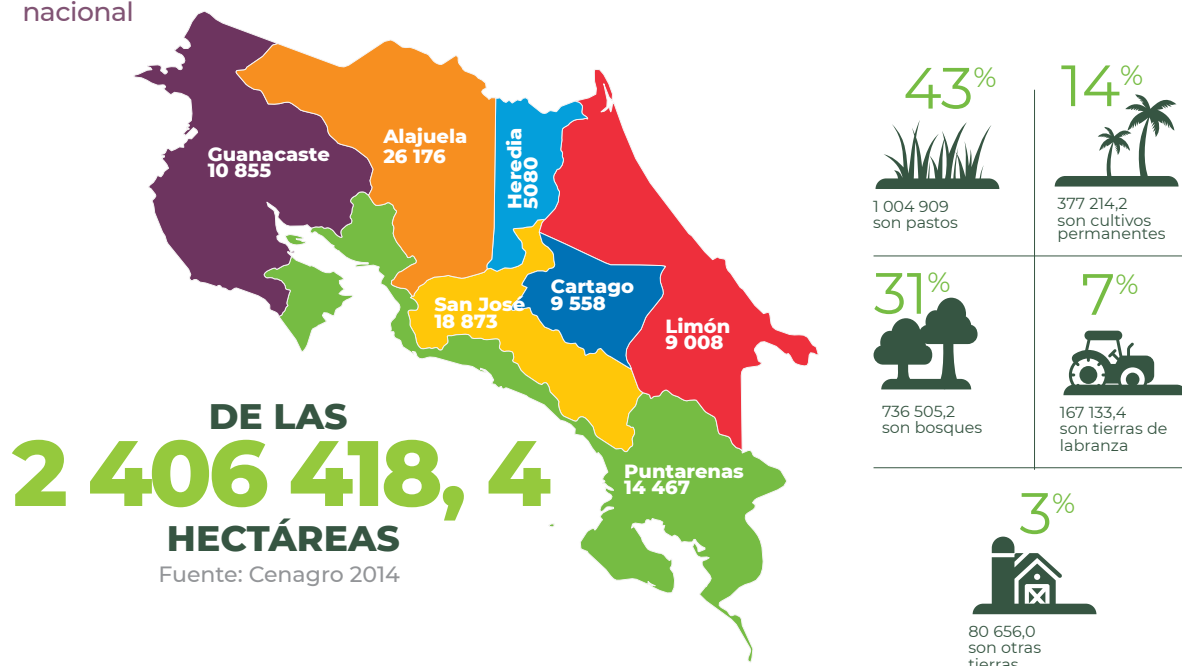 nacional
Guanacaste
10 855
Alajuela
26 176
Heredia
5080
San José
18 873
Cartago
9 558
Limón
9 008
Puntarenas
14 467
DE LAS
2 406 418, 4
HECTÁREAS
Fuente: Cenagro 2014
43%
1 004 909
son pastos
14%
377 214,2
son cultivos
permanentes
31%
736 505,2
son bosques
7%
167 133,4
son tierras de
labranza
3%
80 656,0
son otras
tierras